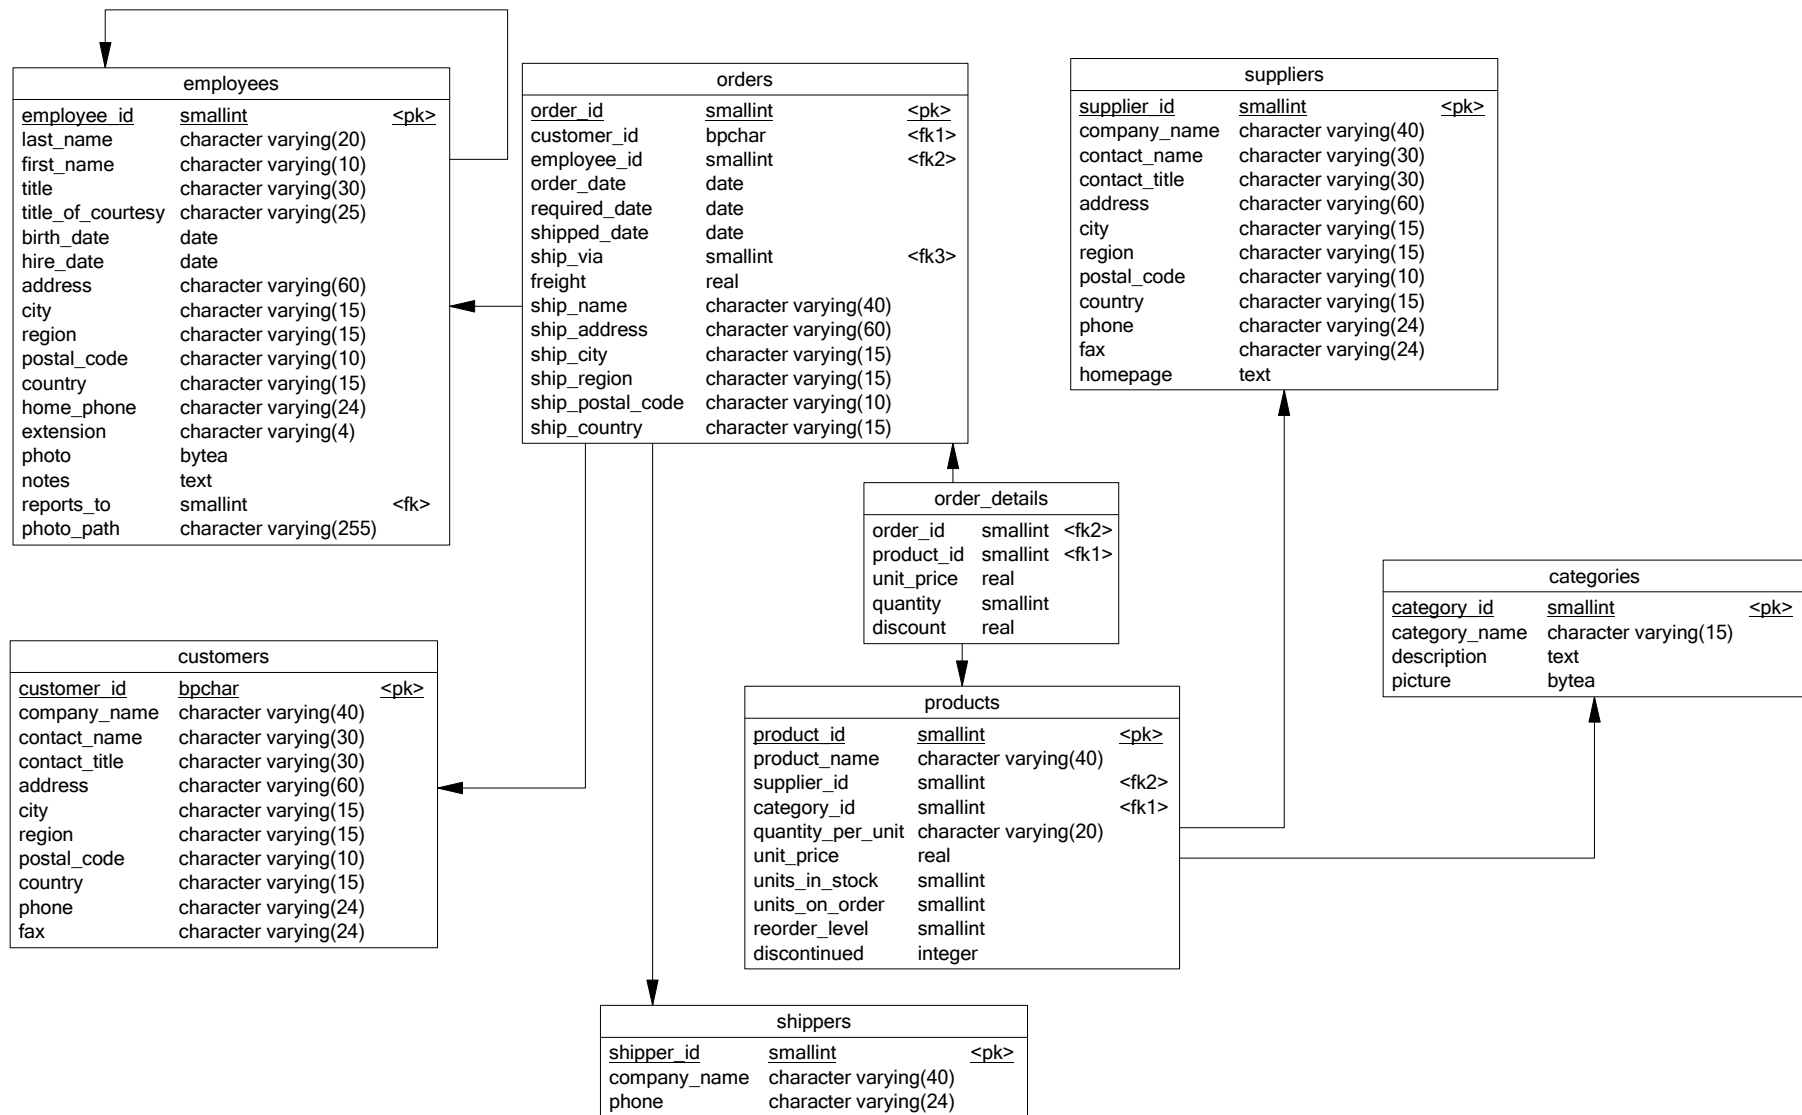 employees
employee_id smallint <pk>
last_name character varying(20)
first_name character varying(10)
title character varying(30)
title_of_courtesy character varying(25)
birth_date date
hire_date date
address character varying(60)
city character varying(15)
region character varying(15)
postal_code character varying(10)
country character varying(15)
home_phone character varying(24)
extension character varying(4)
photo bytea
notes text
reports_to smallint <fk>
photo_path character varying(255)
orders
order_id smallint <pk>
customer_id bpchar <fk1>
employee_id smallint <fk2>
order_date date
required_date date
shipped_date date
ship_via smallint <fk3>
freight real
ship_name character varying(40)
ship_address character varying(60)
ship_city character varying(15)
ship_region character varying(15)
ship_postal_code character varying(10)
ship_country character varying(15)
suppliers
supplier_id smallint <pk>
company_name character varying(40)
contact_name character varying(30)
contact_title character varying(30)
address character varying(60)
city character varying(15)
region character varying(15)
postal_code character varying(10)
country character varying(15)
phone character varying(24)
fax character varying(24)
homepage text
order_details
order_id smallint <fk2>
product_id smallint <fk1>
unit_price real
quantity smallint
discount real
categories
category_id smallint <pk>
category_name character varying(15)
description text
picture bytea
customers
customer_id bpchar <pk>
company_name character varying(40)
contact_name character varying(30)
contact_title character varying(30)
address character varying(60)
city character varying(15)
region character varying(15)
postal_code character varying(10)
country character varying(15)
phone character varying(24)
fax character varying(24)
products
product_id smallint <pk>
product_name character varying(40)
supplier_id smallint <fk2>
category_id smallint <fk1>
quantity_per_unit character varying(20)
unit_price real
units_in_stock smallint
units_on_order smallint
reorder_level smallint
discontinued integer
shippers
shipper_id smallint <pk>
company_name character varying(40)
phone character varying(24)